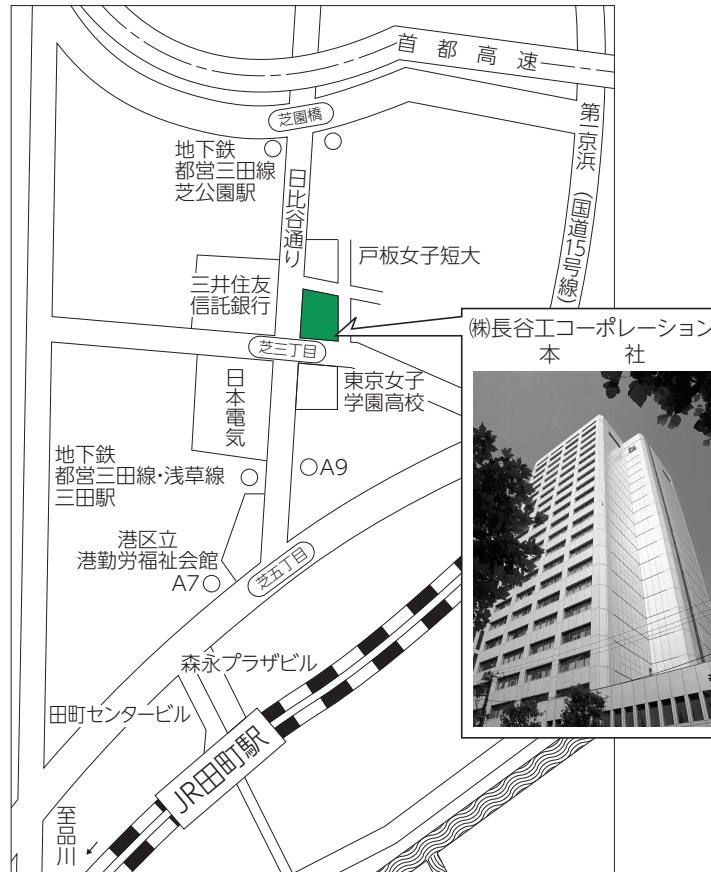 首都高速
芝園橋
第一京浜
(国道15号線)
地下鉄
都営三田線
芝公園駅
日比谷通り
戸板女子短大
三井住友
信託銀行
㈱長谷工コーポレーション
本社
芝三丁目
日本電気
東京女子
学園高校
地下鉄
都営三田線・浅草線
三田駅
A9
港区立
港勤労福祉会館
A7
芝五丁目
森永プラザビル
田町センタービル
JR田町駅
至品川